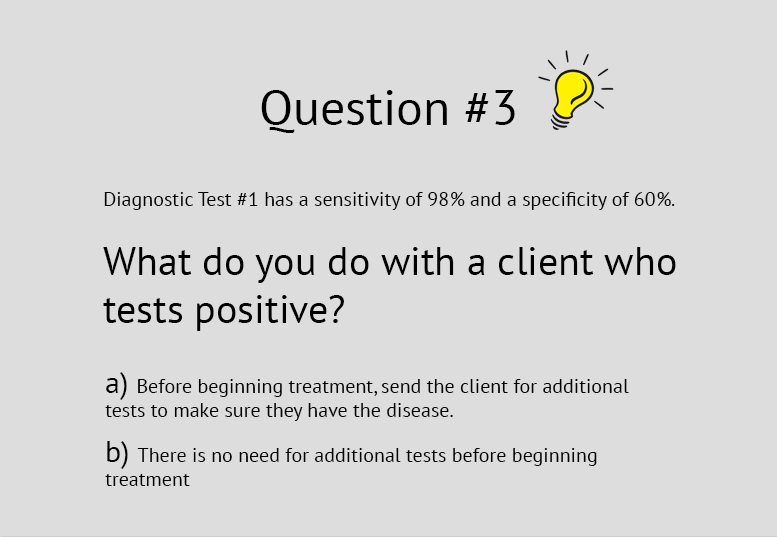 Question #3
Diagnostic Test #1 has a sensitivity of 98% and a specificity of 60%.
What do you do with a client who
tests positive?
a) Before beginning treatment, send the client for additional
tests to make sure they have the disease.
b) There is no need for additional tests before beginning
treatment